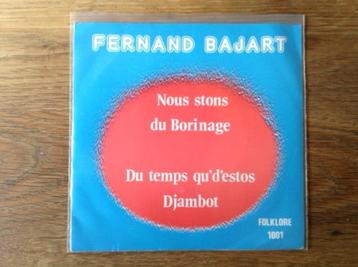 FERNAND BAJART
Nous stons
du Borinage
Du temps qu'd'estos
Djambot
FOLKLORE
1001